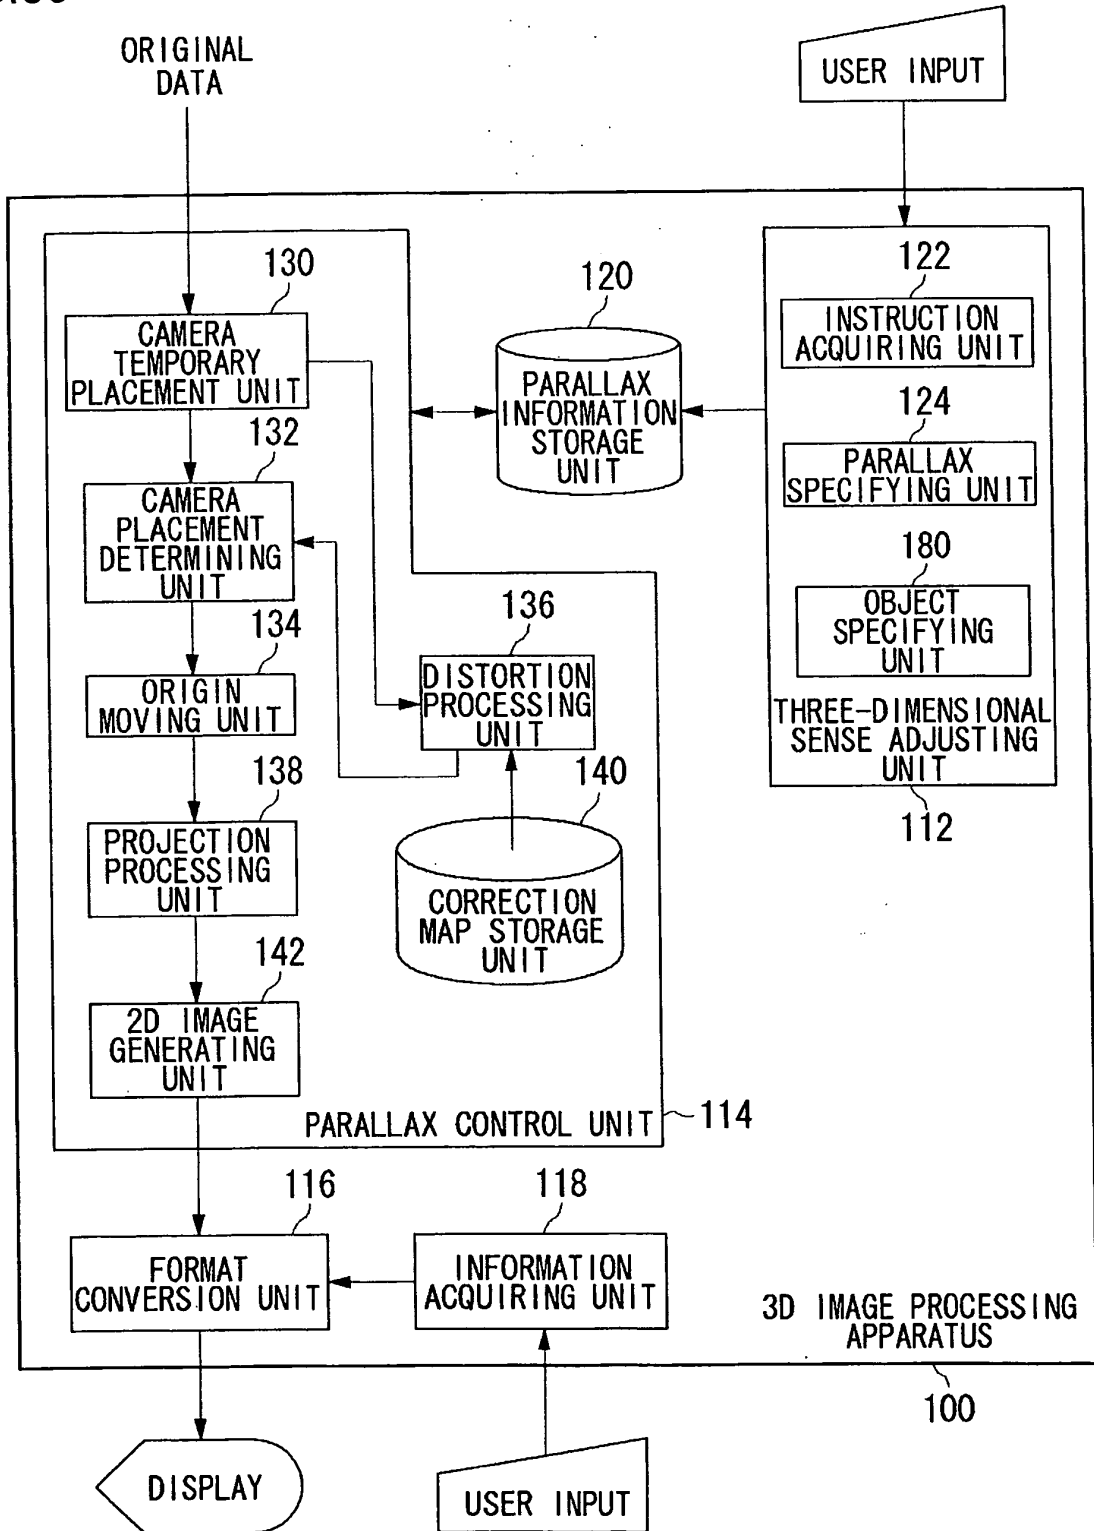 ORIGINAL
DATA
USER INPUT
130
CAMERA
TEMPORARY
PLACEMENT UNIT
120
PARALLAX
INFORMATION
STORAGE
UNIT
122
INSTRUCTION
ACQUIRING UNIT
124
PARALLAX
SPECIFYING UNIT
180
OBJECT
SPECIFYING
UNIT
THREE-DIMENSIONAL
SENSE ADJUSTING
UNIT
112
132
CAMERA
PLACEMENT
DETERMINING
UNIT
134
ORIGIN
MOVING UNIT
136
DISTORTION
PROCESSING
UNIT
138
PROJECTION
PROCESSING
UNIT
140
CORRECTION
MAP STORAGE
UNIT
142
2D IMAGE
GENERATING
UNIT
PARALLAX CONTROL UNIT
114
116
FORMAT
CONVERSION UNIT
118
INFORMATION
ACQUIRING UNIT
3D IMAGE PROCESSING
APPARATUS
100
DISPLAY
USER INPUT